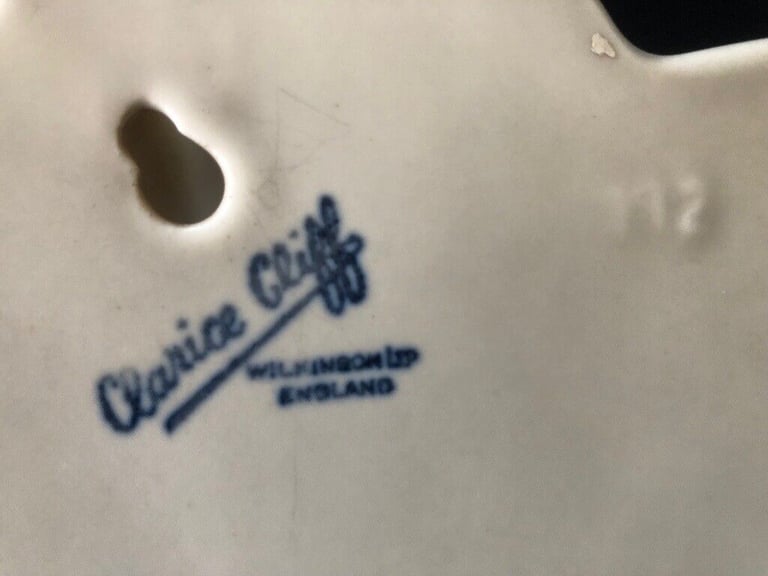 Clarice Cliff
WILKINSON LTD
ENGLAND